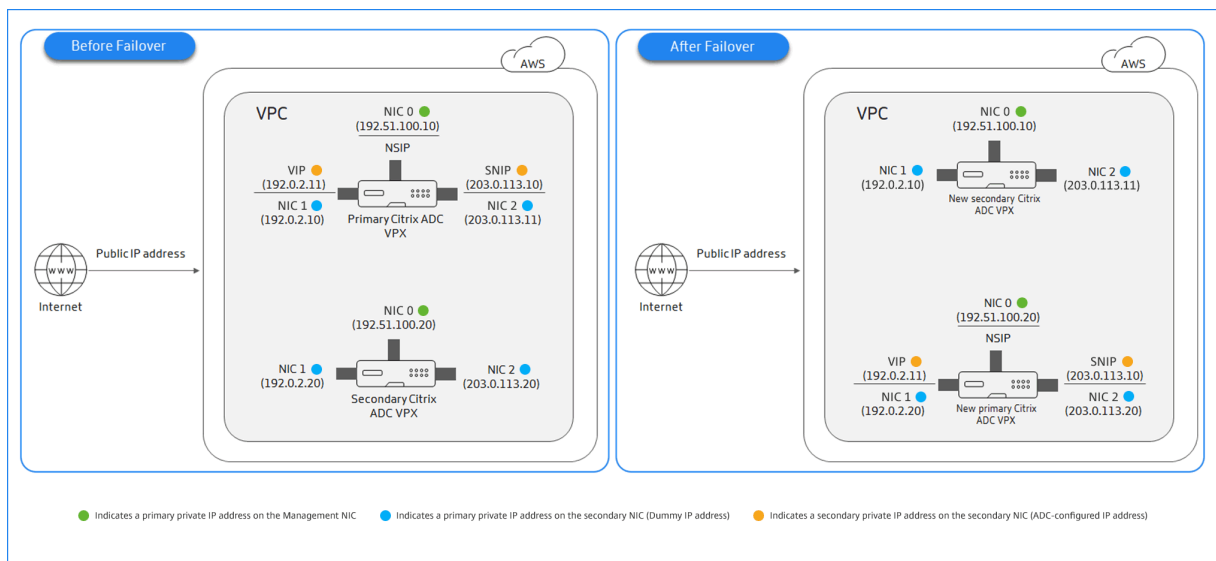 Before Failover
AWS
VPC
NIC 0
(192.51.100.10)
NSIP
VIP
(192.0.2.11)
NIC 1
(192.0.2.10)
SNIP
(203.0.113.10)
NIC 2
(203.0.113.11)
Primary Citrix ADC
VPX
Public IP address
WWW
Internet
NIC 0
(192.51.100.20)
NIC 1
(192.0.2.20)
NIC 2
(203.0.113.20)
Secondary Citrix
ADC VPX
After Failover
AWS
VPC
NIC 0
(192.51.100.10)
NIC 1
(192.0.2.10)
NIC 2
(203.0.113.11)
New secondary Citrix
ADC VPX
Public IP address
WWW
Internet
NIC 0
(192.51.100.20)
NSIP
VIP
(192.0.2.11)
NIC 1
(192.0.2.20)
SNIP
(203.0.113.10)
NIC 2
(203.0.113.20)
New primary Citrix
ADC VPX
Indicates a primary private IP address on the Management NIC
Indicates a primary private IP address on the secondary NIC (Dummy IP address)
Indicates a secondary private IP address on the secondary NIC (ADC-configured IP address)